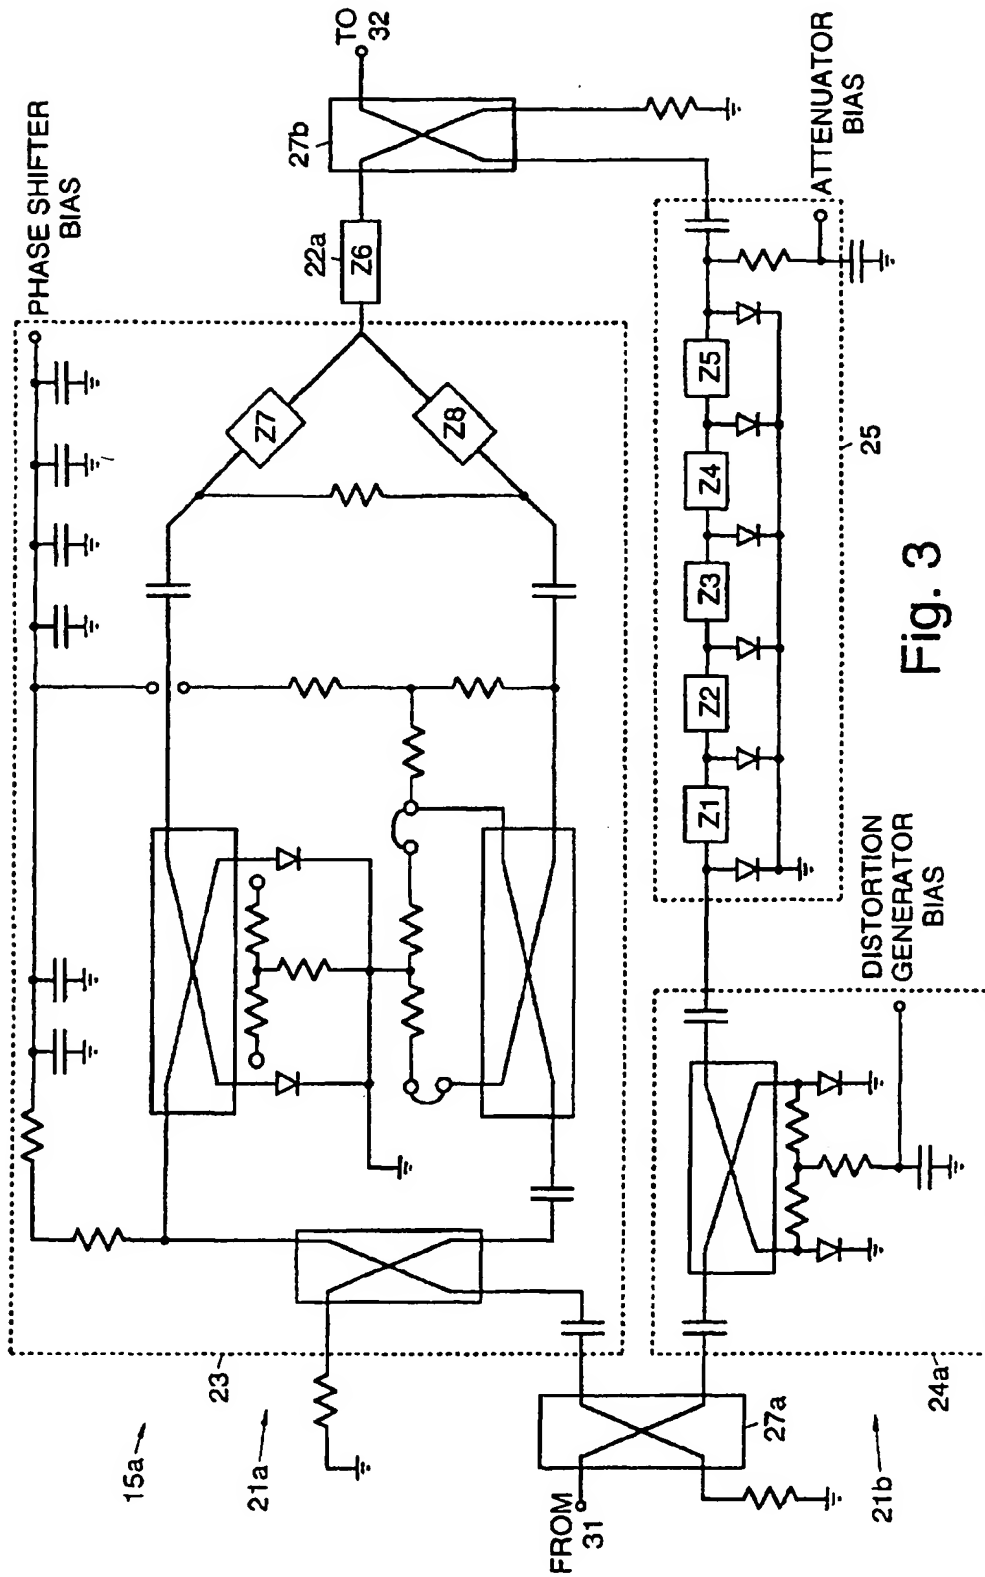 TO
32
27b
PHASE SHIFTER
BIAS
22a
Z6
Z7
Z8
ATTENUATOR
BIAS
25
Z1
Z2
Z3
Z4
Z5
DISTORTION
GENERATOR
BIAS
23
15a
21a
27a
FROM
31
24a
21b
Fig. 3